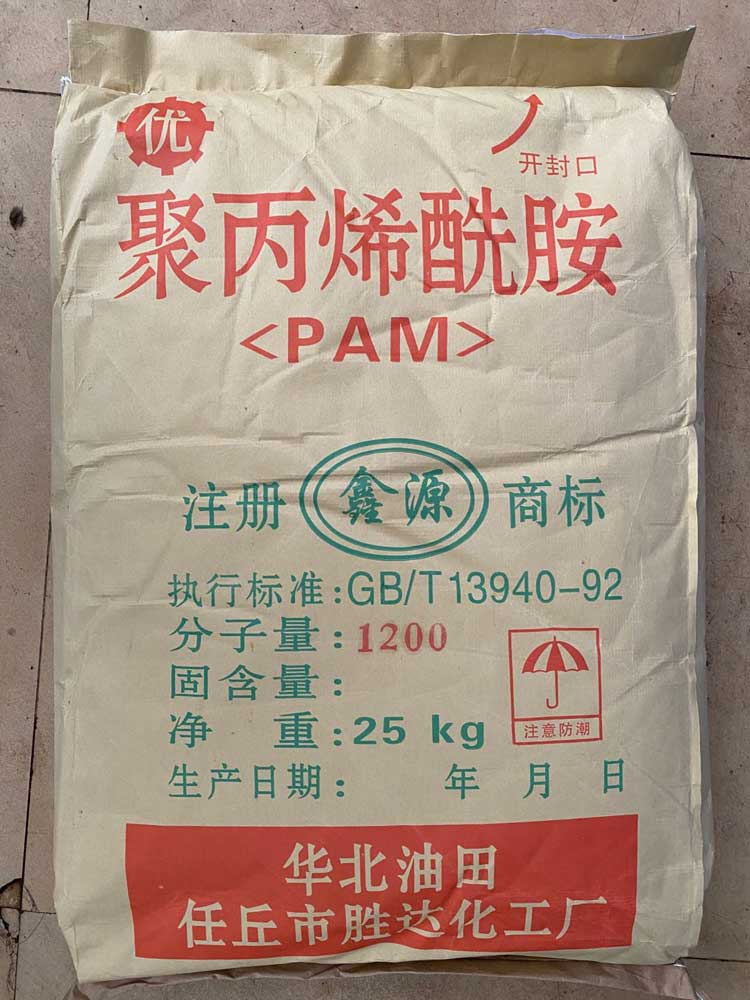 优
开封口
聚丙烯酰胺
<PAM>
注册 鑫源 商标
执行标准:GB/T13940-92
分子量:1200
固含量:
净 重:25 kg
注意防潮
生产日期: 年 月 日
华北油田
任丘市胜达化工厂